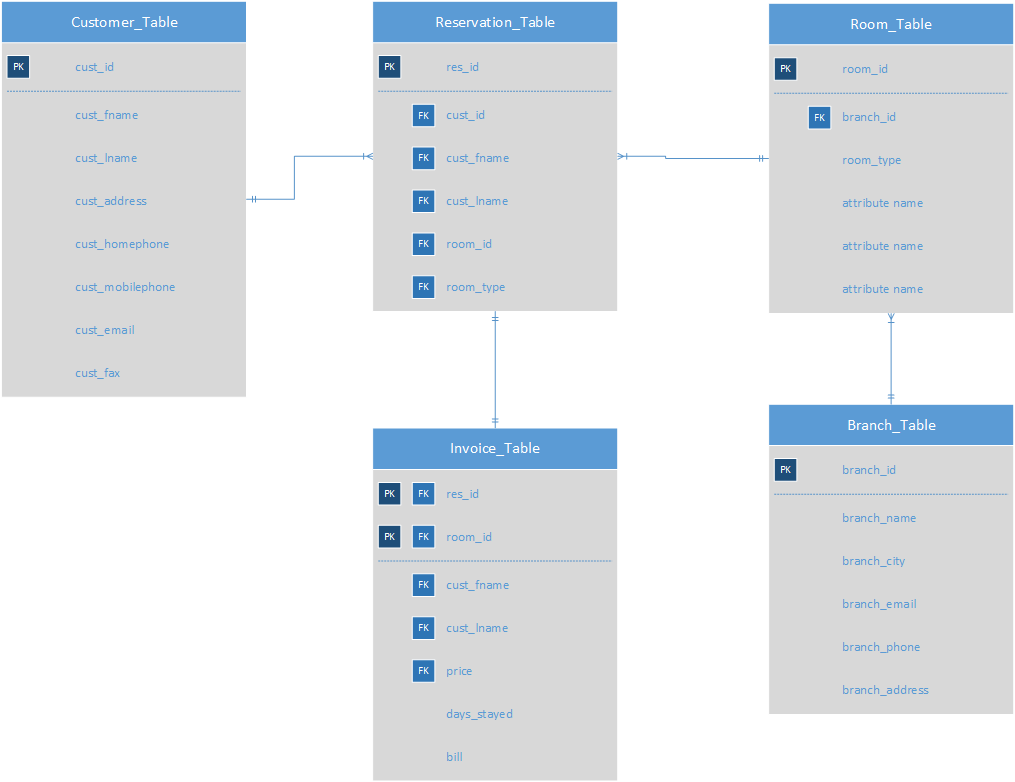 Customer_Table
PK cust_id
cust_fname
cust_lname
cust_address
cust_homephone
cust_mobilephone
cust_email
cust_fax
Reservation_Table
PK res_id
FK cust_id
FK cust_fname
FK cust_lname
FK room_id
FK room_type
Room_Table
PK room_id
FK branch_id
room_type
attribute name
attribute name
attribute name
Invoice_Table
PK FK res_id
PK FK room_id
FK cust_fname
FK cust_lname
FK price
days_stayed
bill
Branch_Table
PK branch_id
branch_name
branch_city
branch_email
branch_phone
branch_address